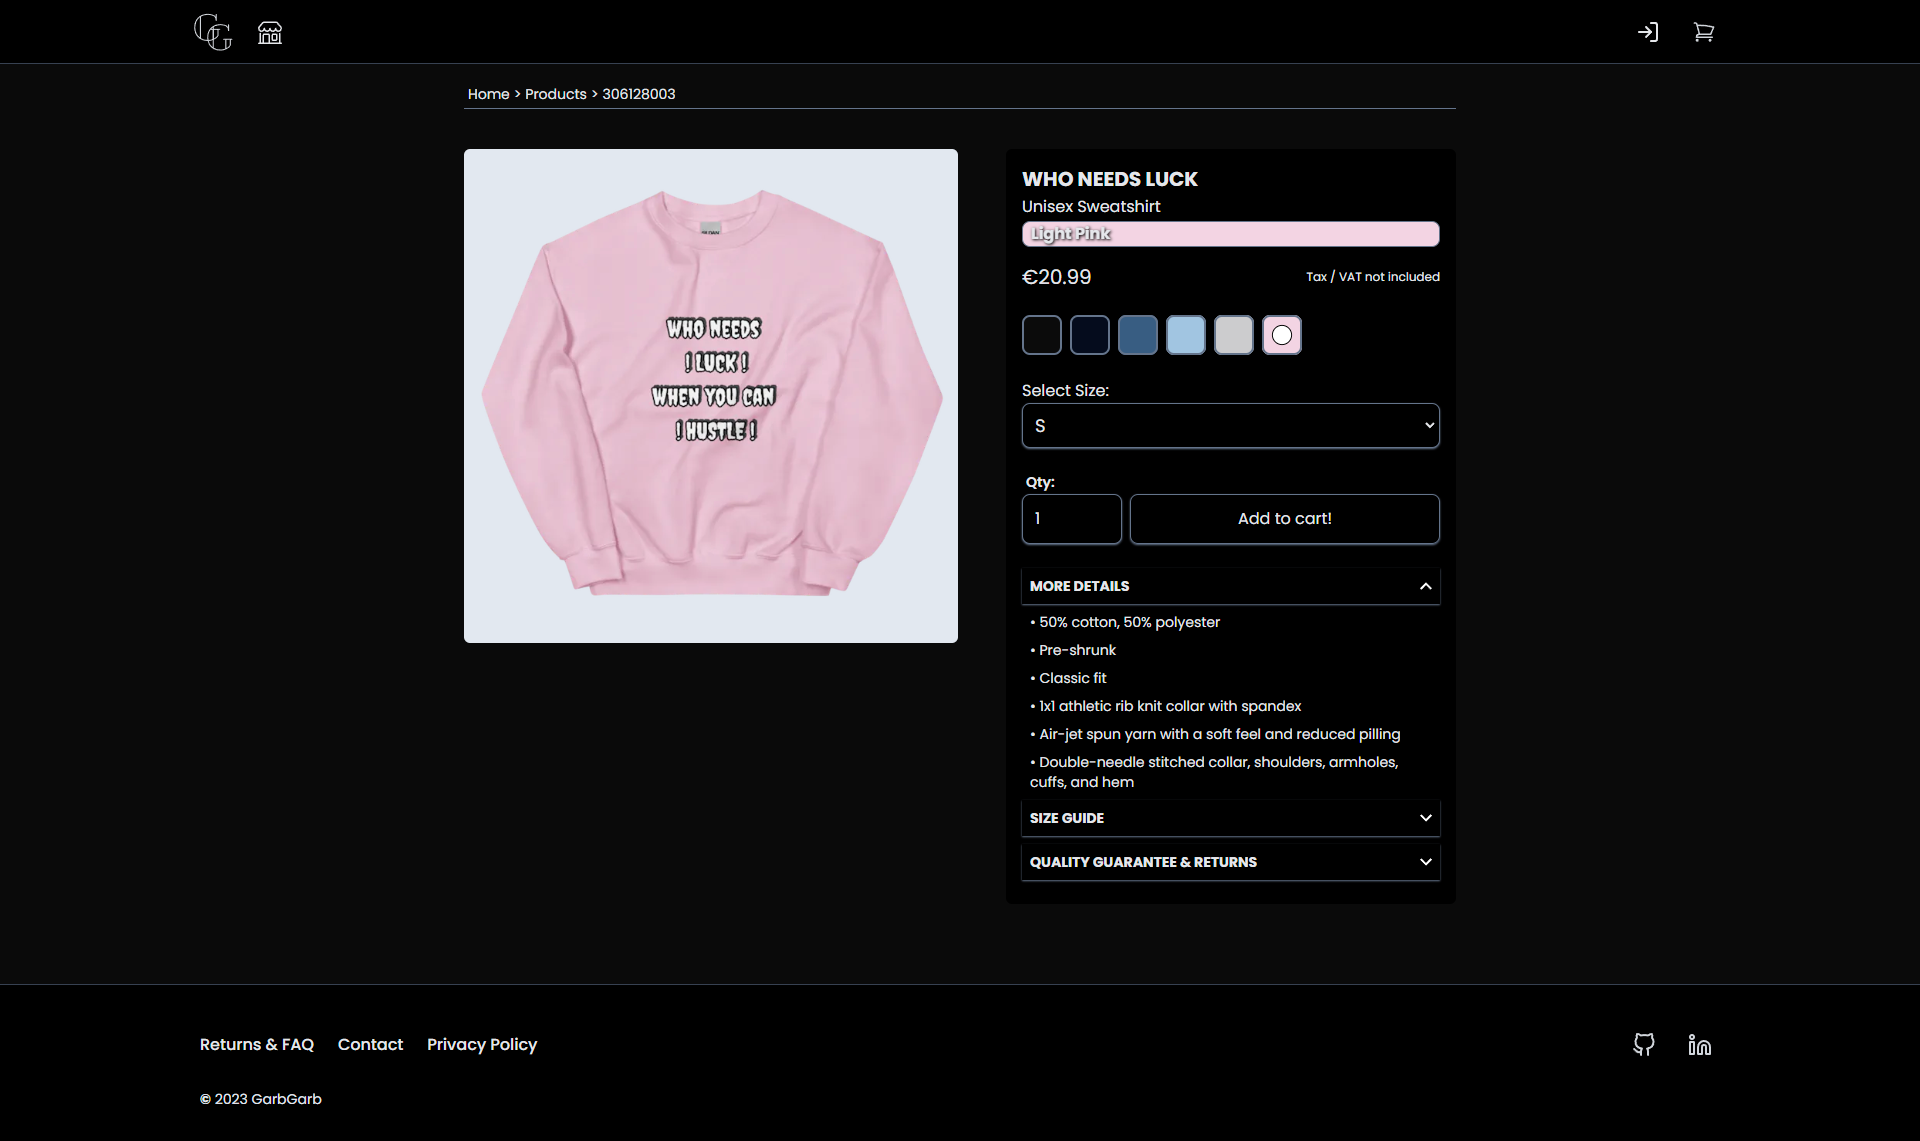 GG
Home > Products > 306128003
WHO NEEDS
! LUCK !
WHEN YOU CAN
! HUSTLE !
WHO NEEDS LUCK
Unisex Sweatshirt
Light Pink
€20.99
Tax / VAT not included
Select Size:
S
Qty:
1
Add to cart!
MORE DETAILS
• 50% cotton, 50% polyester
• Pre-shrunk
• Classic fit
• 1x1 athletic rib knit collar with spandex
• Air-jet spun yarn with a soft feel and reduced pilling
• Double-needle stitched collar, shoulders, armholes,
cuffs, and hem
SIZE GUIDE
QUALITY GUARANTEE & RETURNS
Returns & FAQ
Contact
Privacy Policy
© 2023 GarbGarb